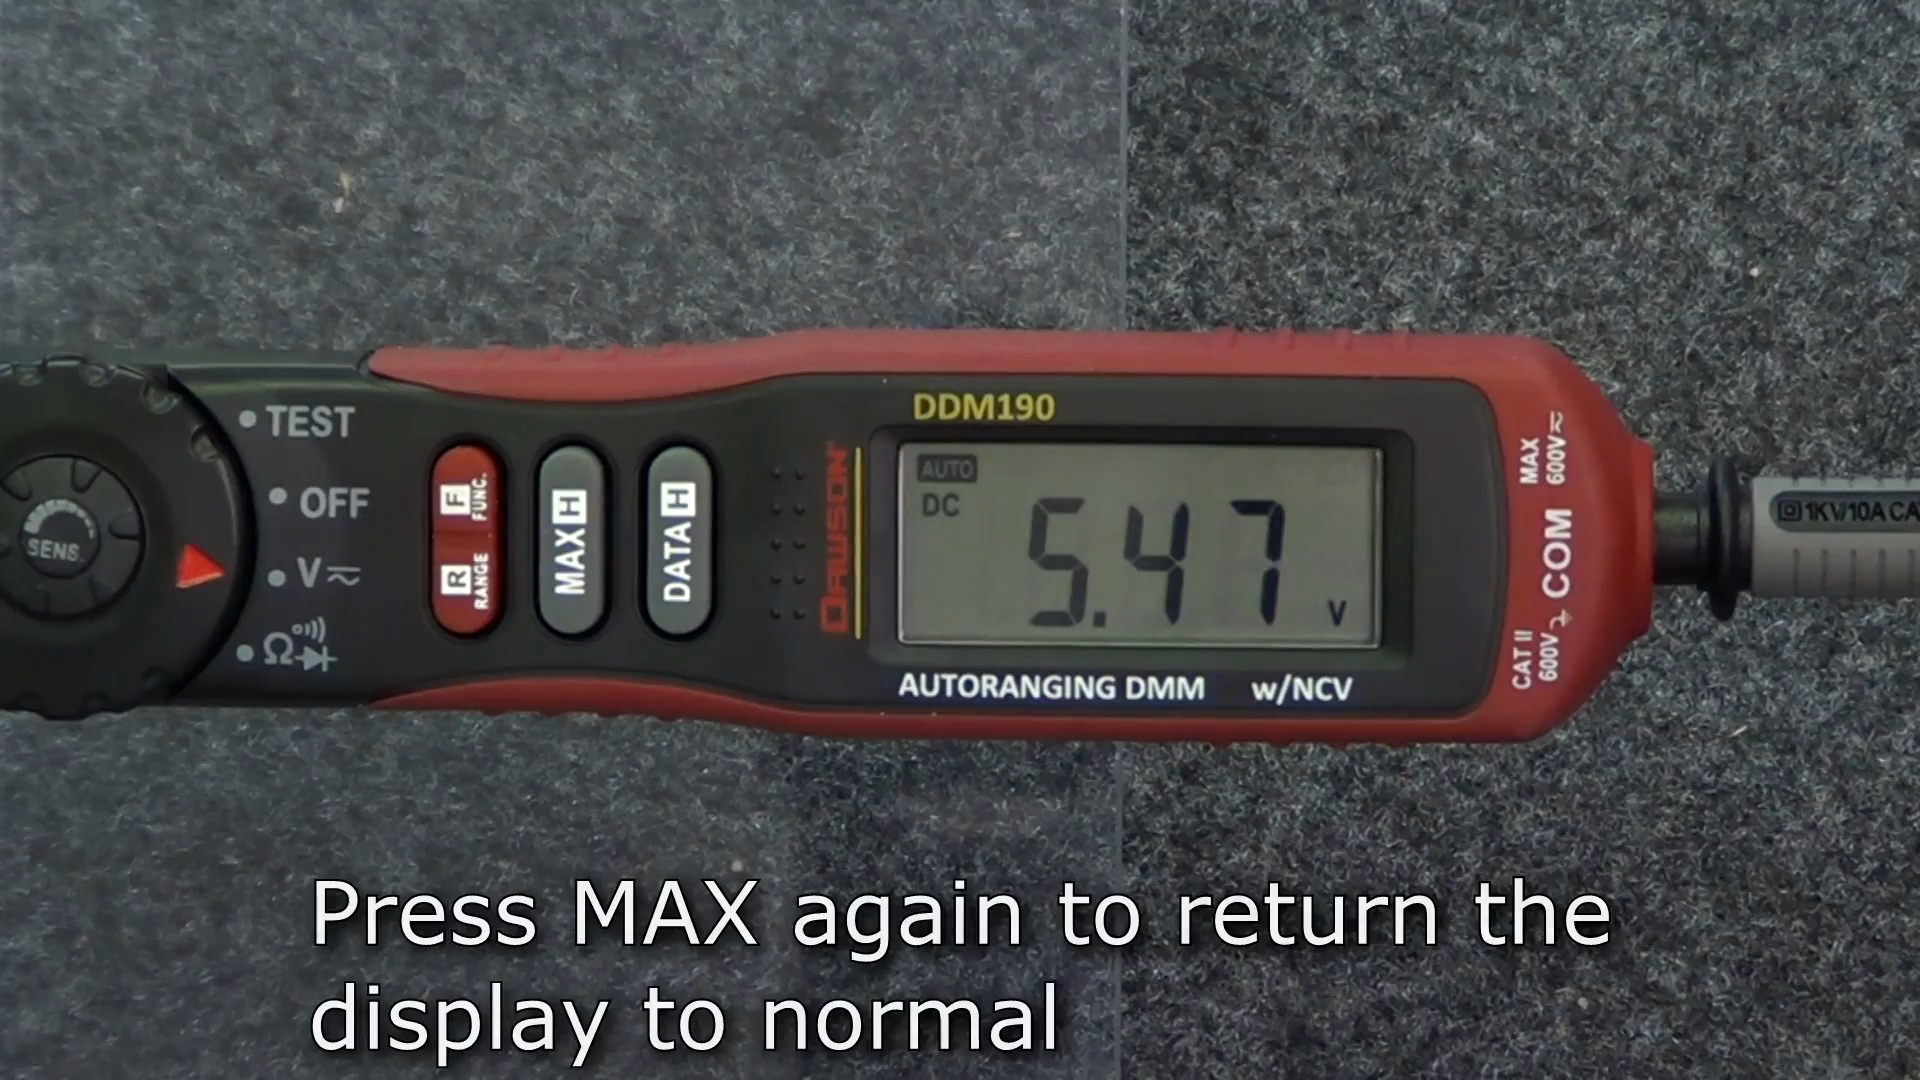 TEST
OFF
V
Ω
SENS.
F FUNC.
R RANGE
MAX H
DATA H
DAWSON
DDM190
AUTO
DC
5.47
V
AUTORANGING DMM w/NCV
MAX
600V
COM
CAT II
600V
1KV/10A CA
Press MAX again to return the
display to normal